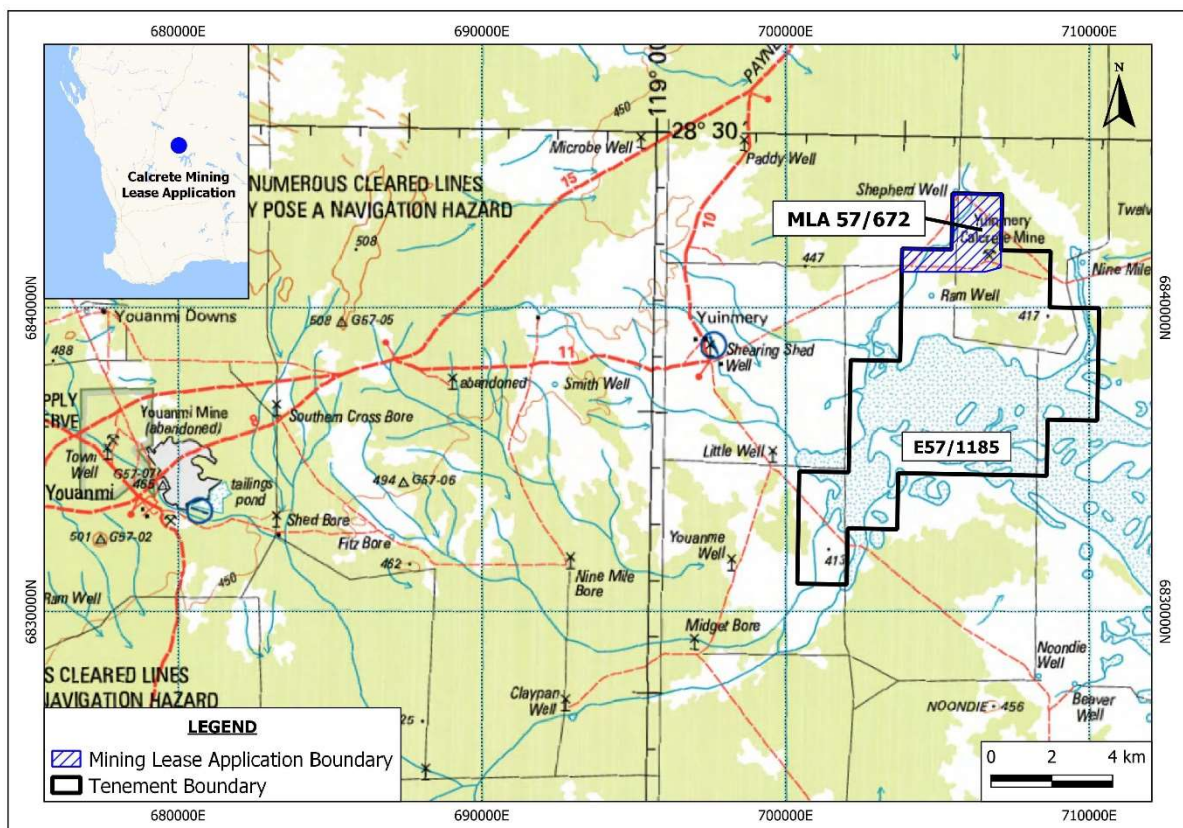 680000E
690000E
700000E
710000E
Calcrete Mining
Lease Application
119° 00'
PAYNE
N
450
28° 30'
Microbe Well
Paddy Well
NUMEROUS CLEARED LINES
Y POSE A NAVIGATION HAZARD
15
10
508
Shepherd Well
MLA 57/672
Yuinmery
Calcrete Mine
Twelv
447
Nine Mile
Ram Well
417
6840000N
6840000N
Youanmi Downs
508 G57-05
Yuinmery
Shearing Shed
Well
488
11
abandoned
Smith Well
PPLY
ERVE
Youanmi Mine
(abandoned)
8
Southern Cross Bore
Town
Well
G57-07
468
Little Well
E57/1185
494 G57-06
Youanmi
tailings
pond
Shed Bore
Youanme
Well
501 G57-02
Fitz Bore
462
413
450
Nine Mile
Bore
Ram Well
6830000N
6830000N
Midget Bore
Noondie
Well
S CLEARED LINES
NAVIGATION HAZARD
Claypan
Well
NOONDIE 456
Beaver
Well
25
LEGEND
Mining Lease Application Boundary
Tenement Boundary
0 2 4 km
680000E
690000E
700000E
710000E